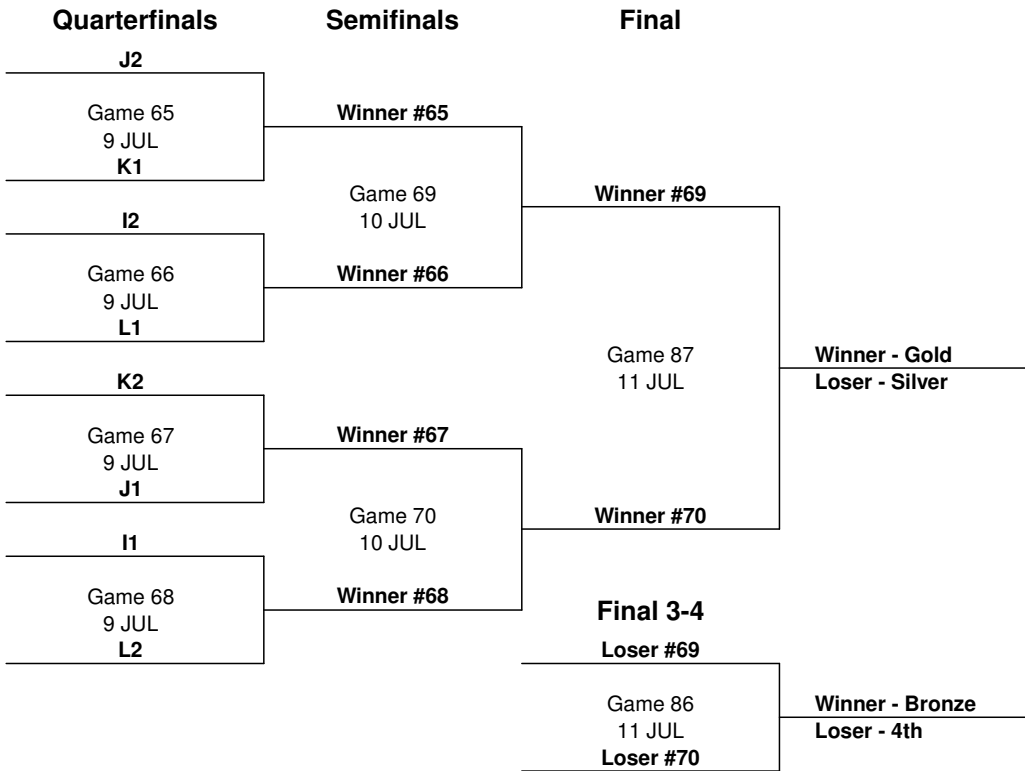 Quarterfinals
Semifinals
Final
J2
Game 65
9 JUL
K1
I2
Game 66
9 JUL
L1
K2
Game 67
9 JUL
J1
I1
Game 68
9 JUL
L2
Winner #65
Game 69
10 JUL
Winner #66
Winner #67
Game 70
10 JUL
Winner #68
Winner #69
Game 87
11 JUL
Winner #70
Winner - Gold
Loser - Silver
Final 3-4
Loser #69
Game 86
11 JUL
Loser #70
Winner - Bronze
Loser - 4th